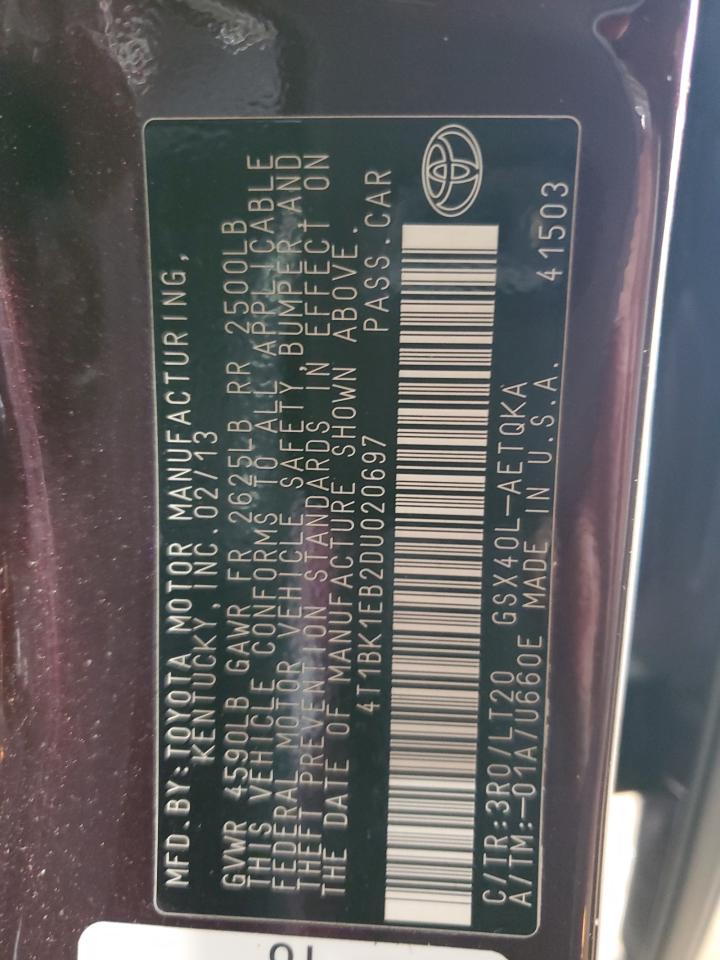 MFD.BY:TOYOTA MOTOR MANUFACTURING,
KENTUCKY, INC. 02/13
GVWR 4590LB GAWR FR 2625LB RR 2500LB
THIS VEHICLE CONFORMS TO ALL APPLICABLE
FEDERAL MOTOR VEHICLE SAFETY, BUMPER, AND
THEFT PREVENTION STANDARDS IN EFFECT ON
THE DATE OF MANUFACTURE SHOWN ABOVE.
4T1BK1EB2DU020697 PASS.CAR
C/TR:3R0/LT20 GSX40L-AETQKA 41503
A/TM:-01A/U660E MADE IN U.S.A.